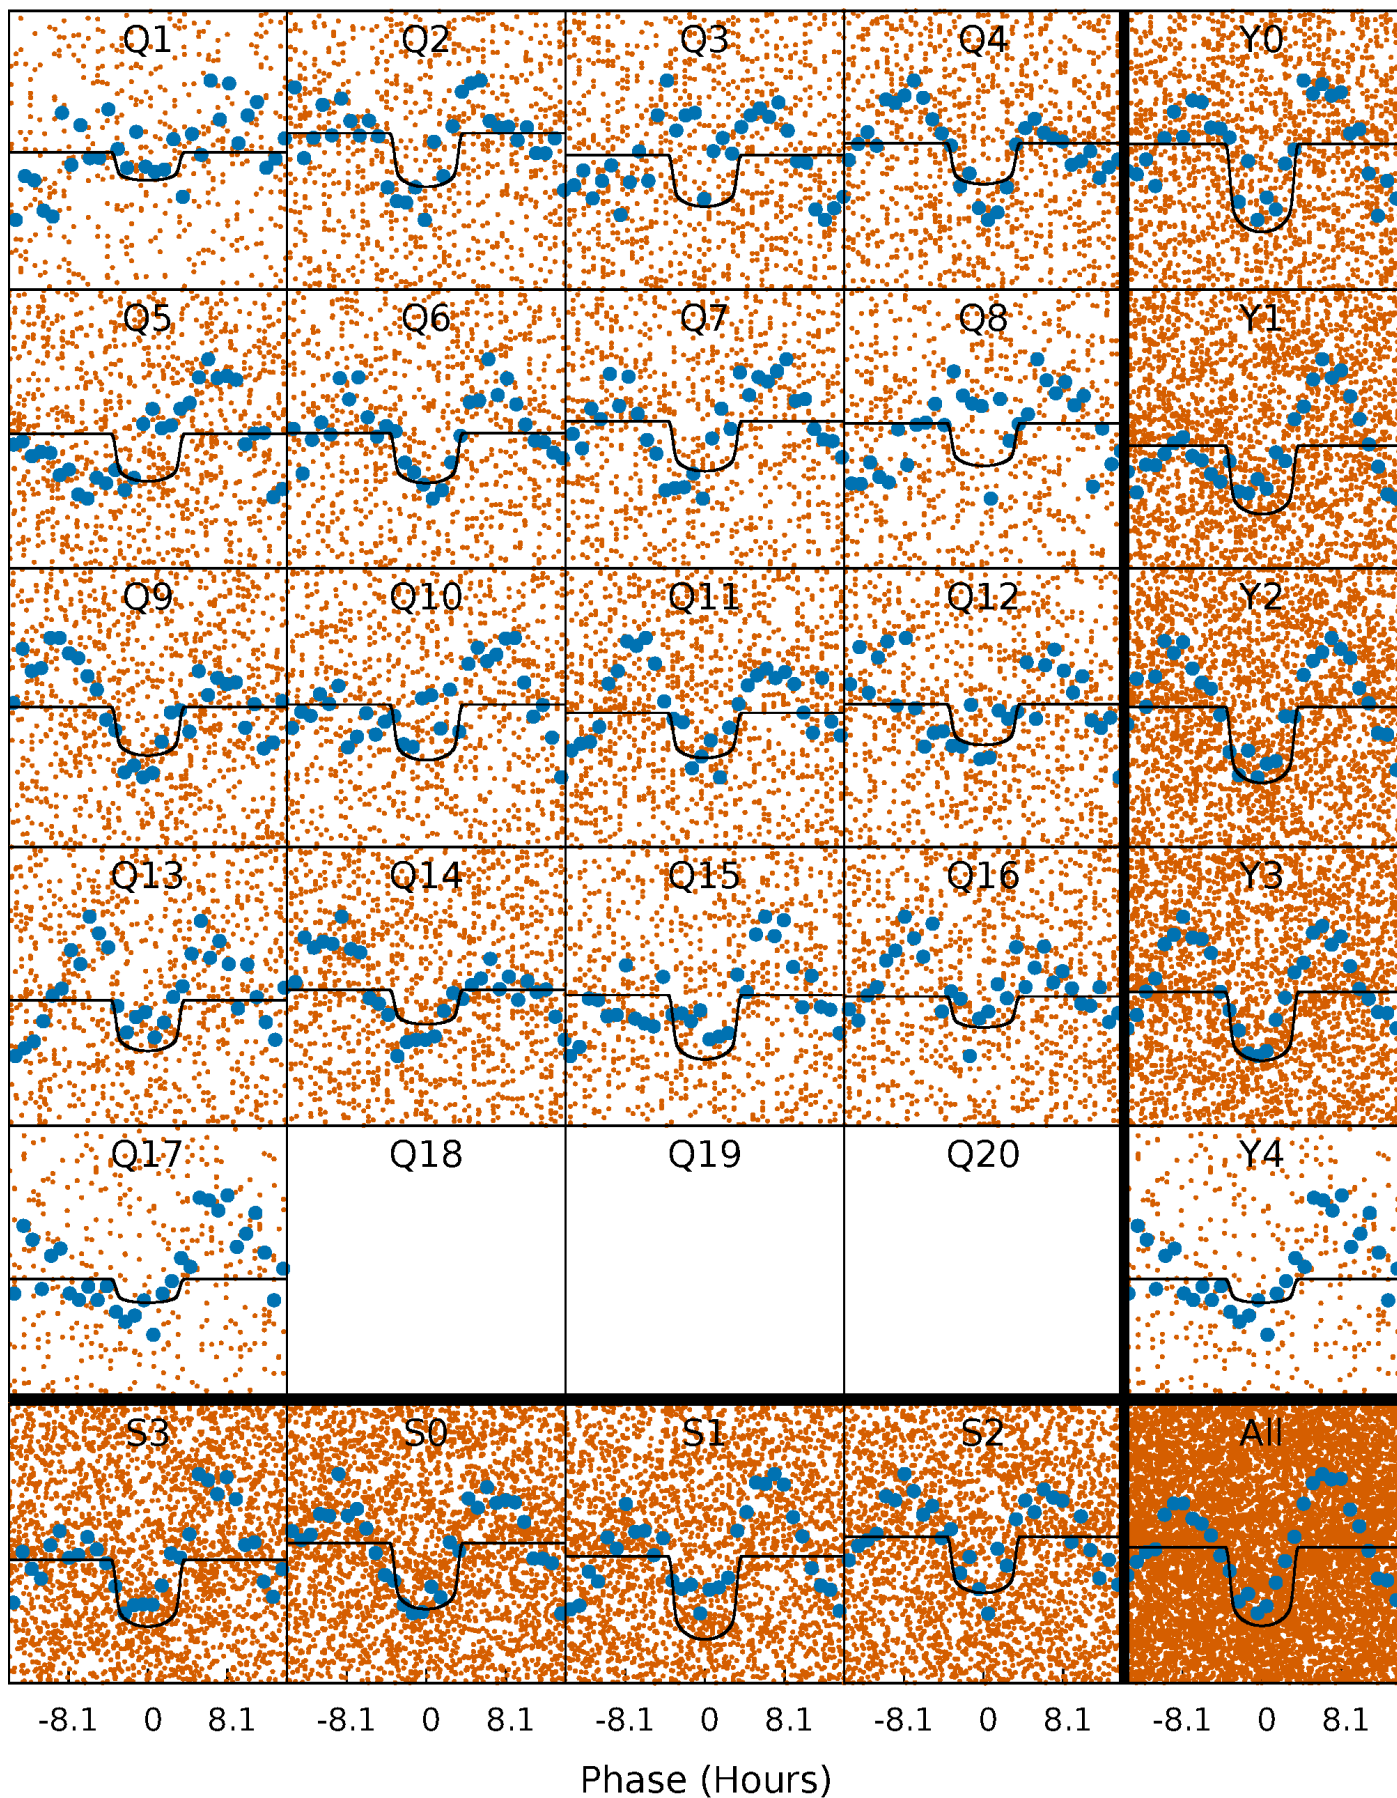 Q1 Q2 Q3 Q4 Y0
Q5 Q6 Q7 Q8 Y1
Q9 Q10 Q11 Q12 Y2
Q13 Q14 Q15 Q16 Y3
Q17 Q18 Q19 Q20 Y4
S3 S0 S1 S2 All
-8.1 0 8.1 -8.1 0 8.1 -8.1 0 8.1 -8.1 0 8.1 -8.1 0 8.1
Phase (Hours)